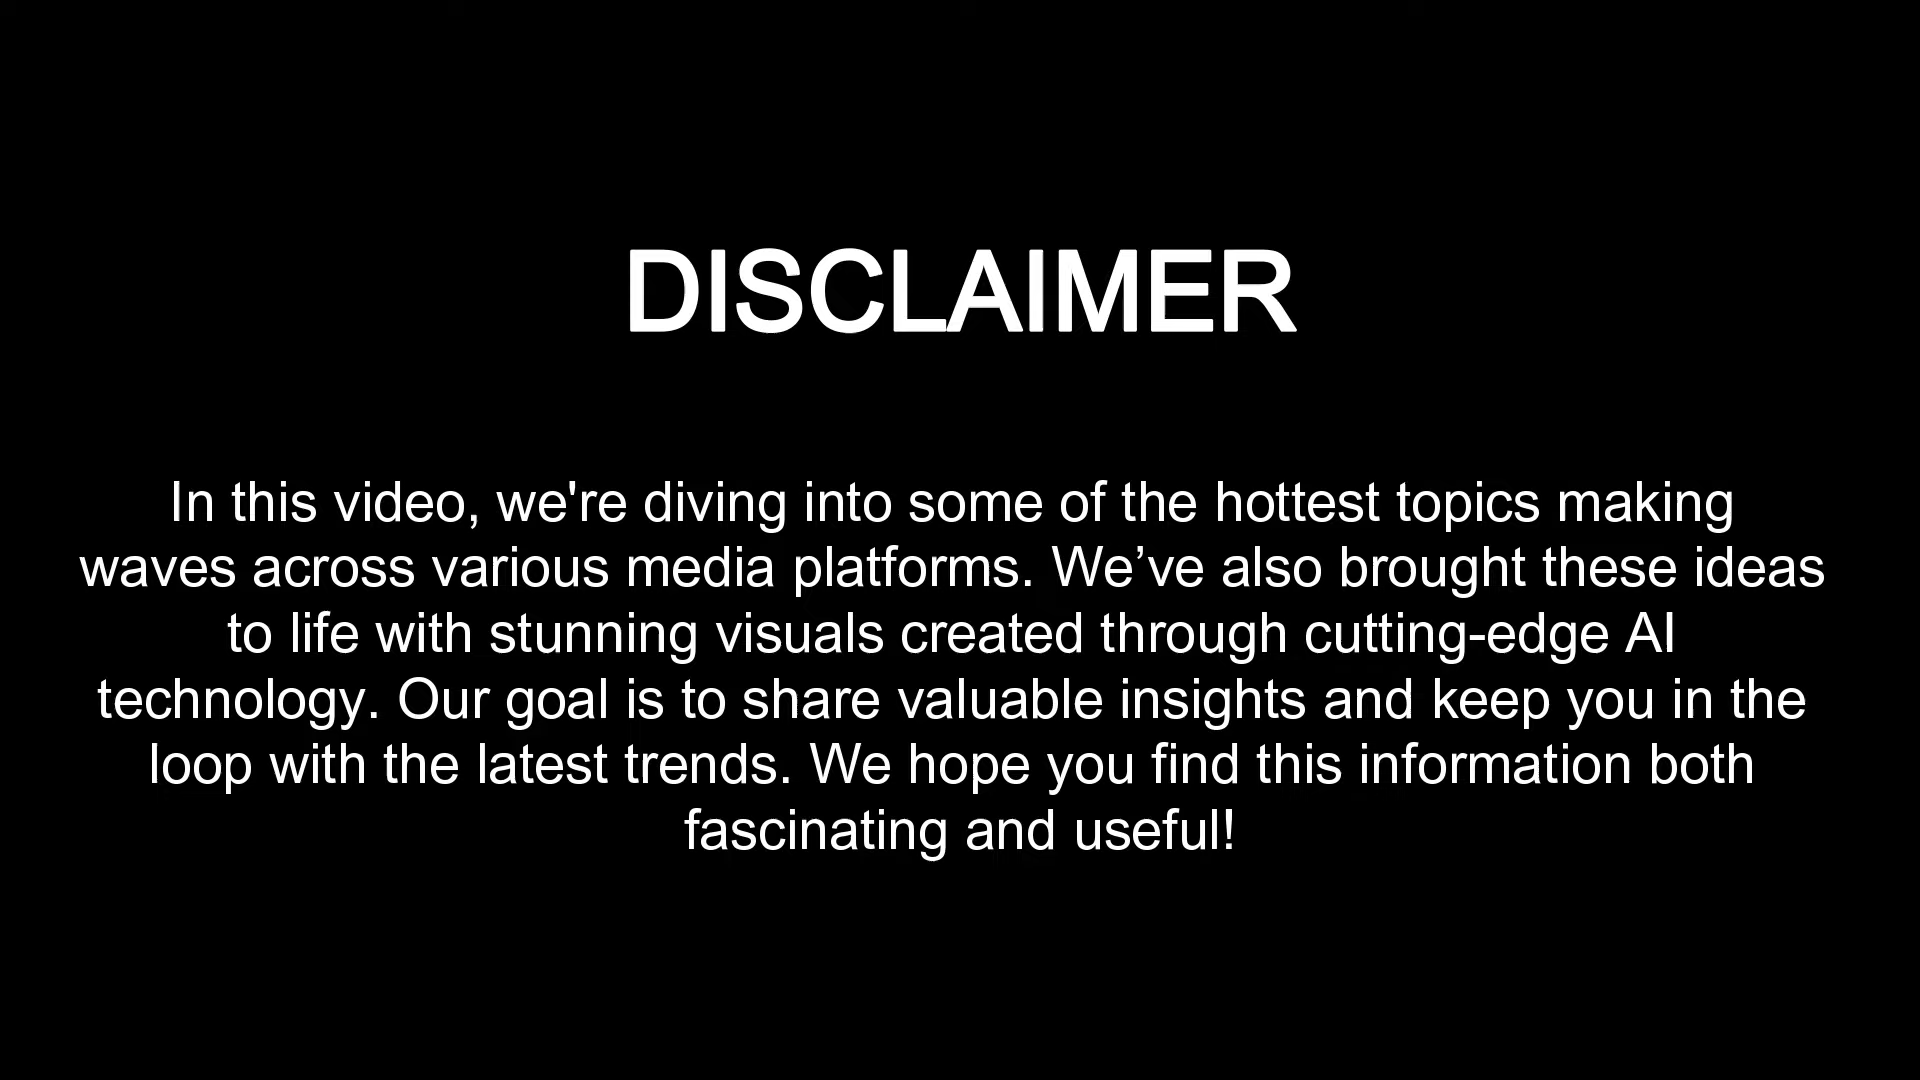 DISCLAIMER
In this video, we're diving into some of the hottest topics making
waves across various media platforms. We’ve also brought these ideas
to life with stunning visuals created through cutting-edge AI
technology. Our goal is to share valuable insights and keep you in the
loop with the latest trends. We hope you find this information both
fascinating and useful!